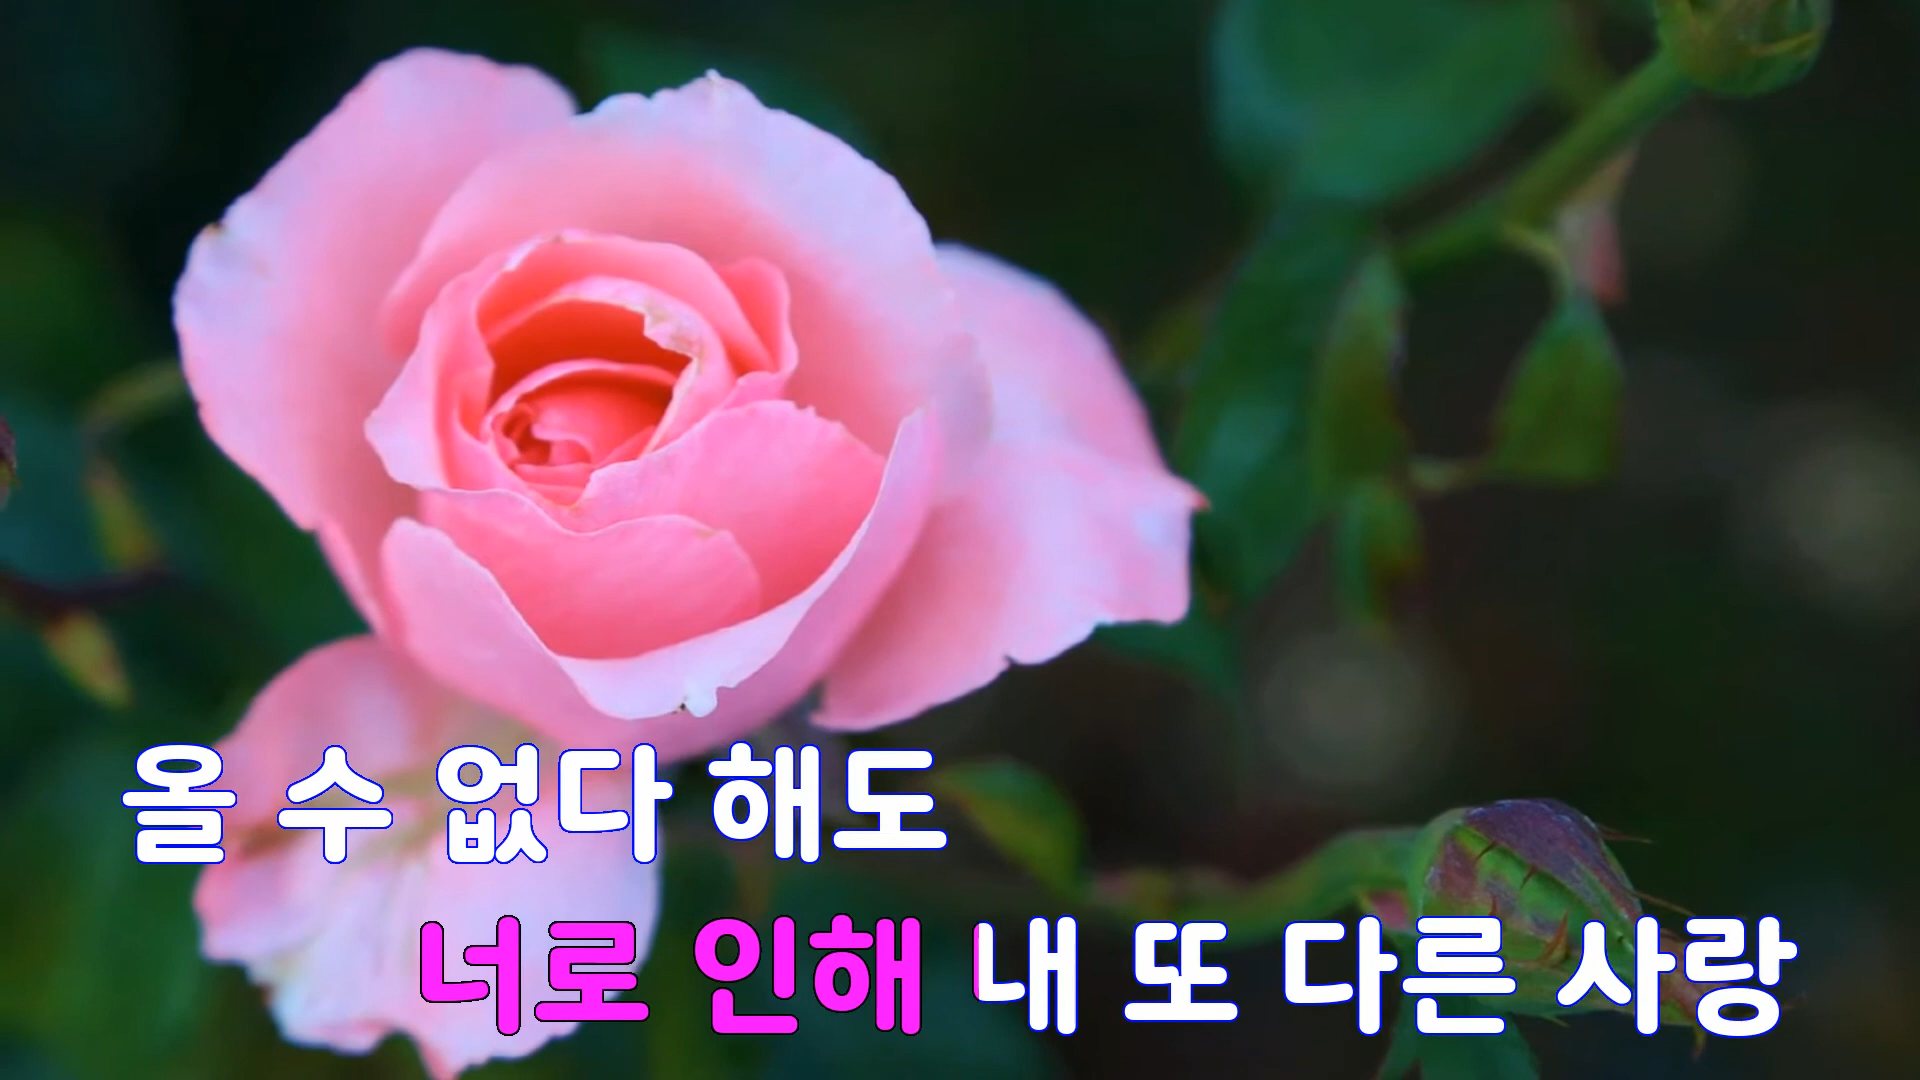 올 수 없다 해도
너로 인해 내 또 다른 사랑